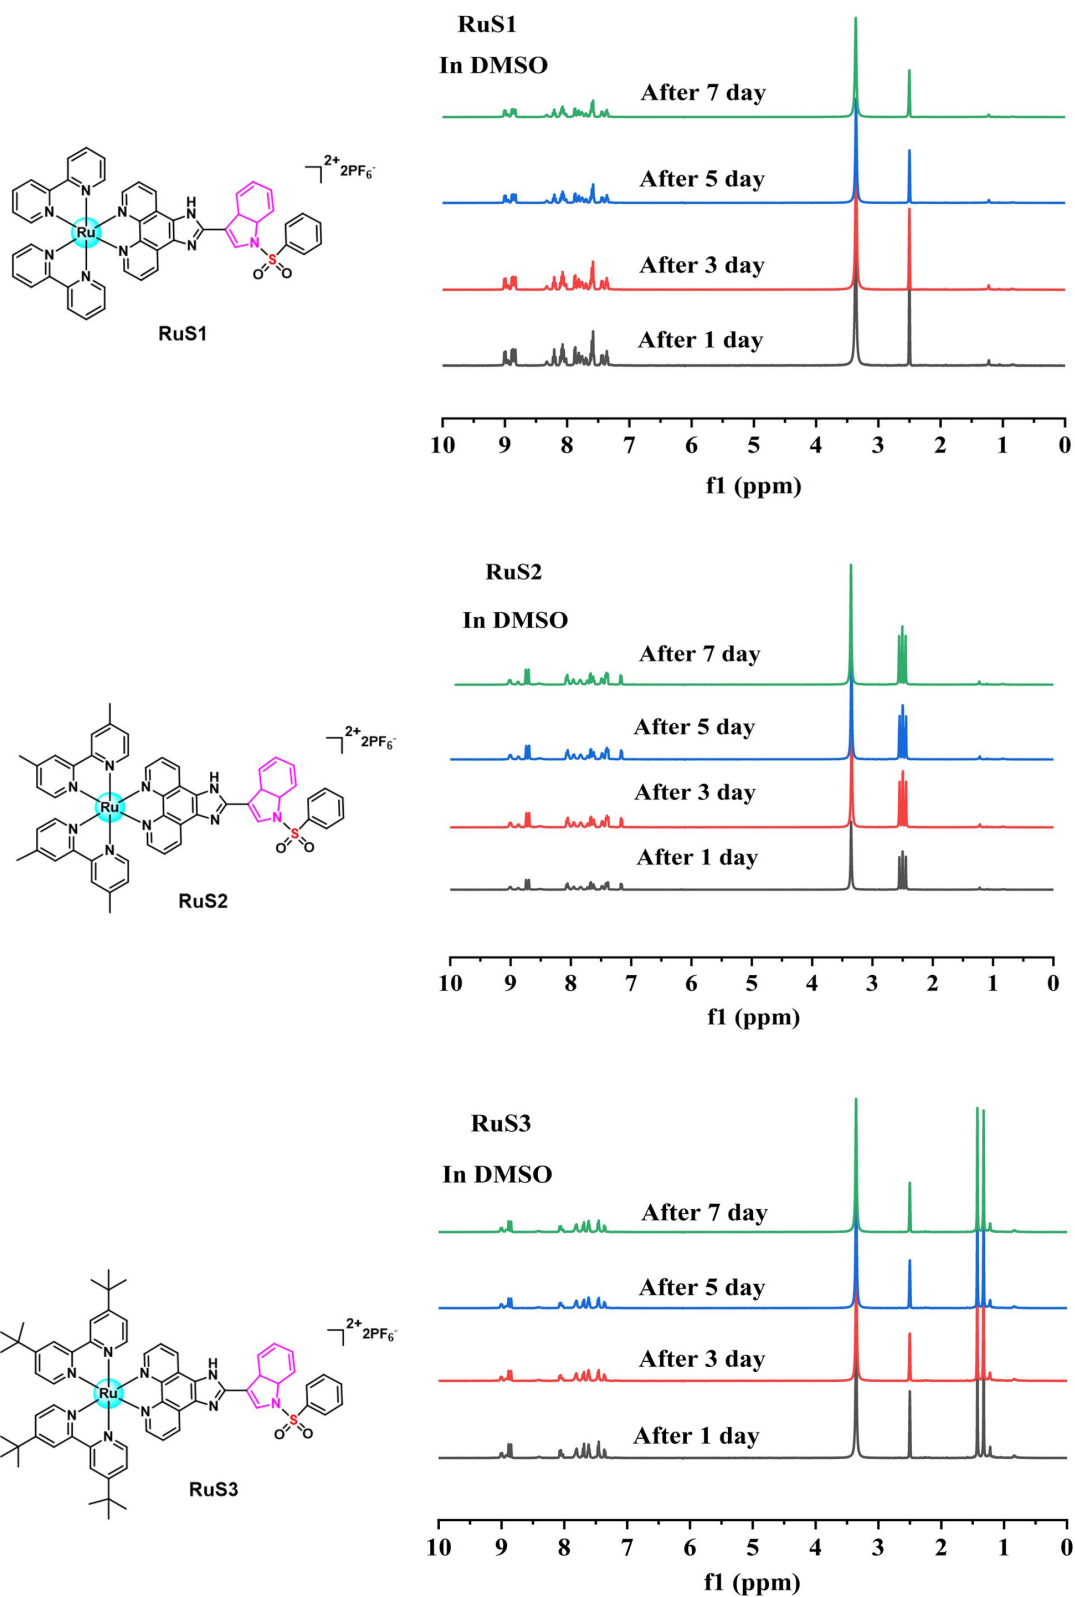 RuS1
In DMSO
After 7 day
After 5 day
After 3 day
After 1 day
10 9 8 7 6 5 4 3 2 1 0
f1 (ppm)
2+
2PF6-
N
N
N
N
N
N
Ru
H
N
N
N
S
O O
RuS1
RuS2
In DMSO
After 7 day
After 5 day
After 3 day
After 1 day
10 9 8 7 6 5 4 3 2 1 0
f1 (ppm)
2+
2PF6-
N
N
N
N
N
N
Ru
H
N
N
N
S
O O
RuS2
RuS3
In DMSO
After 7 day
After 5 day
After 3 day
After 1 day
10 9 8 7 6 5 4 3 2 1 0
f1 (ppm)
2+
2PF6-
N
N
N
N
N
N
Ru
H
N
N
N
S
O O
RuS3